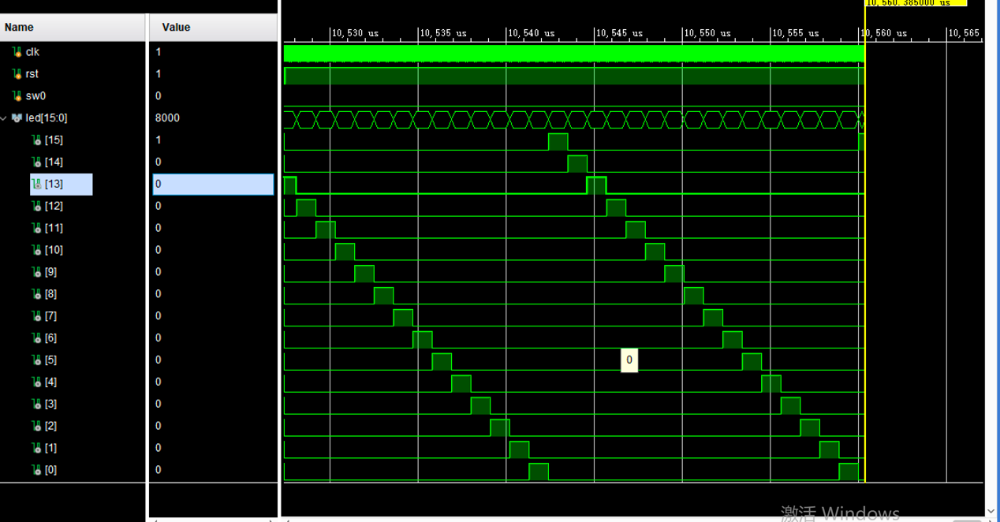 10,560.385000 us
Name Value
10,530 us 10,535 us 10,540 us 10,545 us 10,550 us 10,555 us 10,560 us 10,565
clk 1
rst 1
sw0 0
led[15:0] 8000
[15] 1
[14] 0
[13] 0
[12] 0
[11] 0
[10] 0
[9] 0
[8] 0
[7] 0
[6] 0
[5] 0
0
[4] 0
[3] 0
[2] 0
[1] 0
[0] 0
激活 Windows